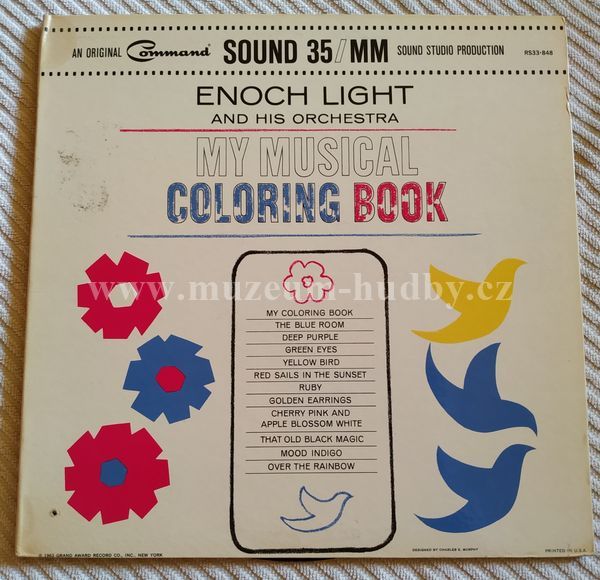 AN ORIGINAL Command SOUND 35/MM SOUND STUDIO PRODUCTION RS33-848
ENOCH LIGHT
AND HIS ORCHESTRA
MY MUSICAL
COLORING BOOK
www.muzeum-hudby.cz
MY COLORING BOOK
THE BLUE ROOM
DEEP PURPLE
GREEN EYES
YELLOW BIRD
RED SAILS IN THE SUNSET
RUBY
GOLDEN EARRINGS
CHERRY PINK AND
APPLE BLOSSOM WHITE
THAT OLD BLACK MAGIC
MOOD INDIGO
OVER THE RAINBOW
© 1963 GRAND AWARD RECORD CO., INC., NEW YORK
DESIGNED BY CHARLES E. MURPHY
PRINTED IN U.S.A.